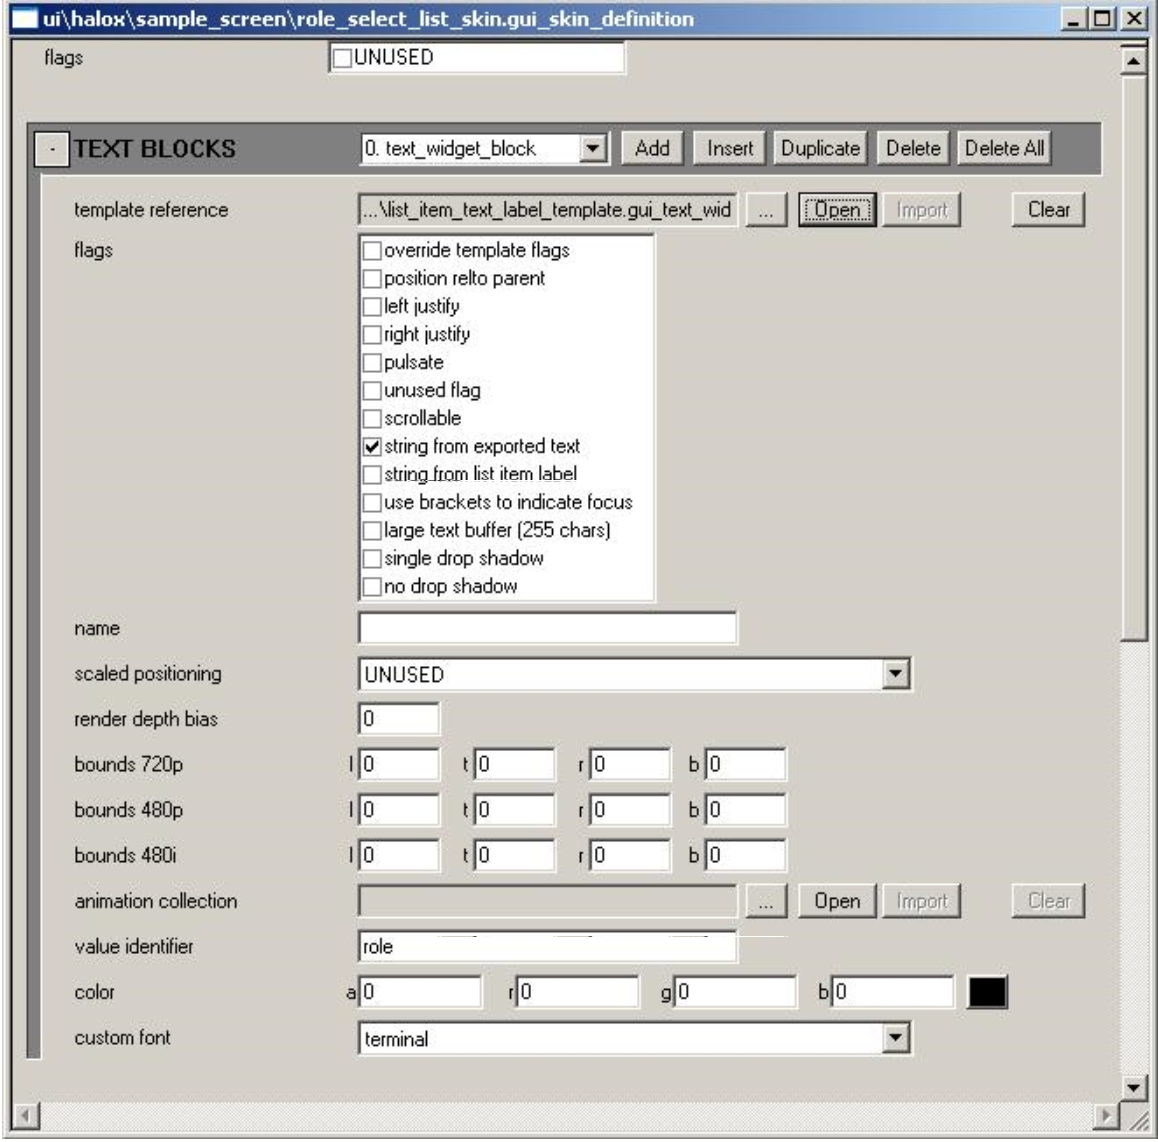 ui\halox\sample_screen\role_select_list_skin.gui_skin_definition
flags UNUSED
- TEXT BLOCKS 0. text_widget_block Add Insert Duplicate Delete Delete All
template reference ...\list_item_text_label_template.gui_text_wid ... Open Import Clear
flags override template flags
position relto parent
left justify
right justify
pulsate
unused flag
scrollable
string from exported text
string from list item label
use brackets to indicate focus
large text buffer (255 chars)
single drop shadow
no drop shadow
name
scaled positioning UNUSED
render depth bias 0
bounds 720p l 0 t 0 r 0 b 0
bounds 480p l 0 t 0 r 0 b 0
bounds 480i l 0 t 0 r 0 b 0
animation collection ... Open Import Clear
value identifier role
color a 0 r 0 g 0 b 0
custom font terminal